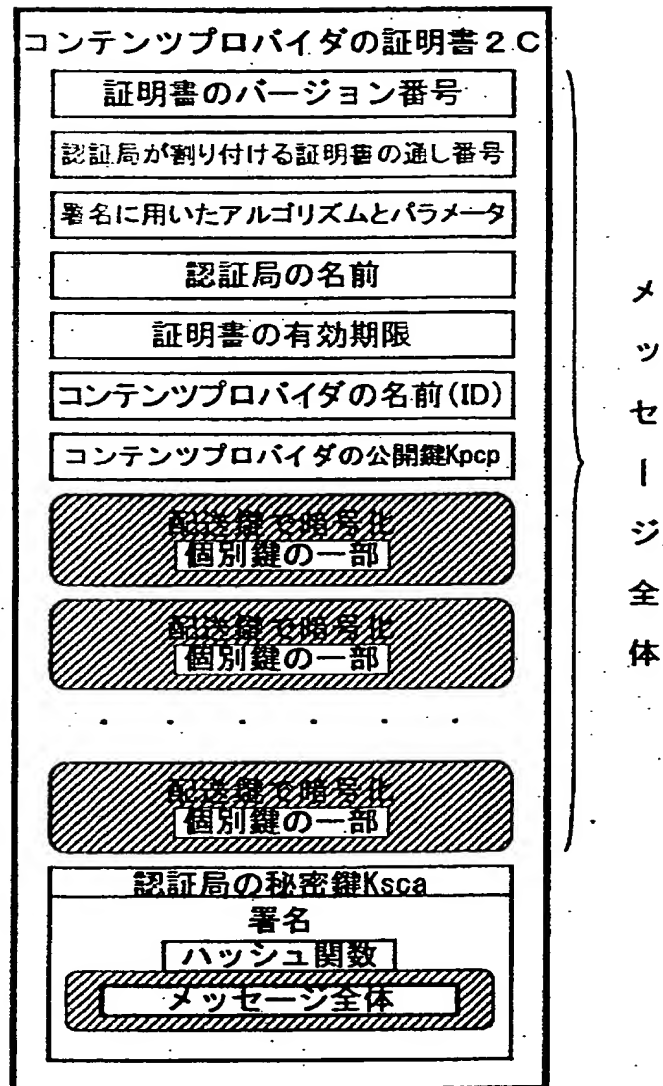 コンテンツプロバイダの証明書2C
証明書のバージョン番号
認証局が割り付ける証明書の通し番号
署名に用いたアルゴリズムとパラメータ
認証局の名前
証明書の有効期限
コンテンツプロバイダの名前(ID)
コンテンツプロバイダの公開鍵Kpcp
配送鍵で暗号化
個別鍵の一部
配送鍵で暗号化
個別鍵の一部
・ ・ ・ ・ ・ ・
配送鍵で暗号化
個別鍵の一部
認証局の秘密鍵Ksca
署名
ハッシュ関数
メッセージ全体
メッセージ全体